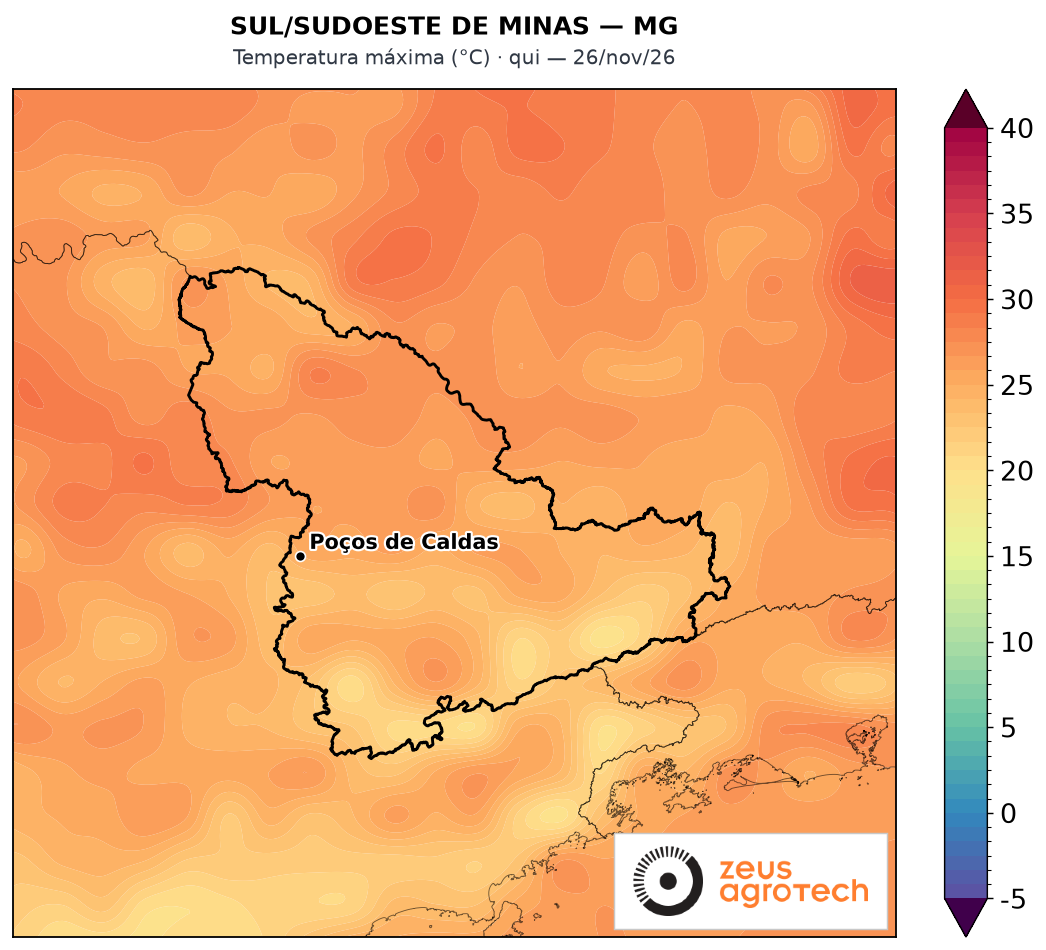 SUL/SUDOESTE DE MINAS — MG
Temperatura máxima (°C) · qui — 26/nov/26
40
35
30
25
20
15
10
5
0
-5
Poços de Caldas
zeus
agrotech